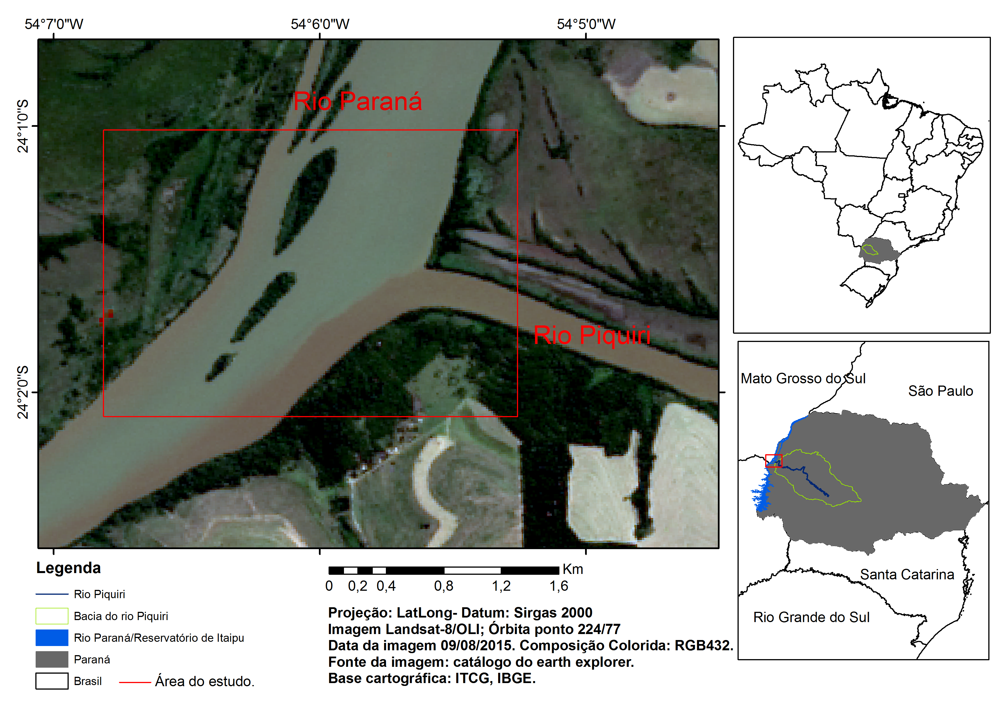 54°7'0"W
54°6'0"W
54°5'0"W
24°1'0"S
24°2'0"S
Rio Paraná
Rio Piquiri
Mato Grosso do Sul
São Paulo
Santa Catarina
Rio Grande do Sul
Legenda
Rio Piquiri
Bacia do rio Piquiri
Rio Paraná/Reservatório de Itaipu
Paraná
Brasil
Área do estudo.
Km
0 0,2 0,4 0,8 1,2 1,6
Projeção: LatLong- Datum: Sirgas 2000
Imagem Landsat-8/OLI; Órbita ponto 224/77
Data da imagem 09/08/2015. Composição Colorida: RGB432.
Fonte da imagem: catálogo do earth explorer.
Base cartográfica: ITCG, IBGE.